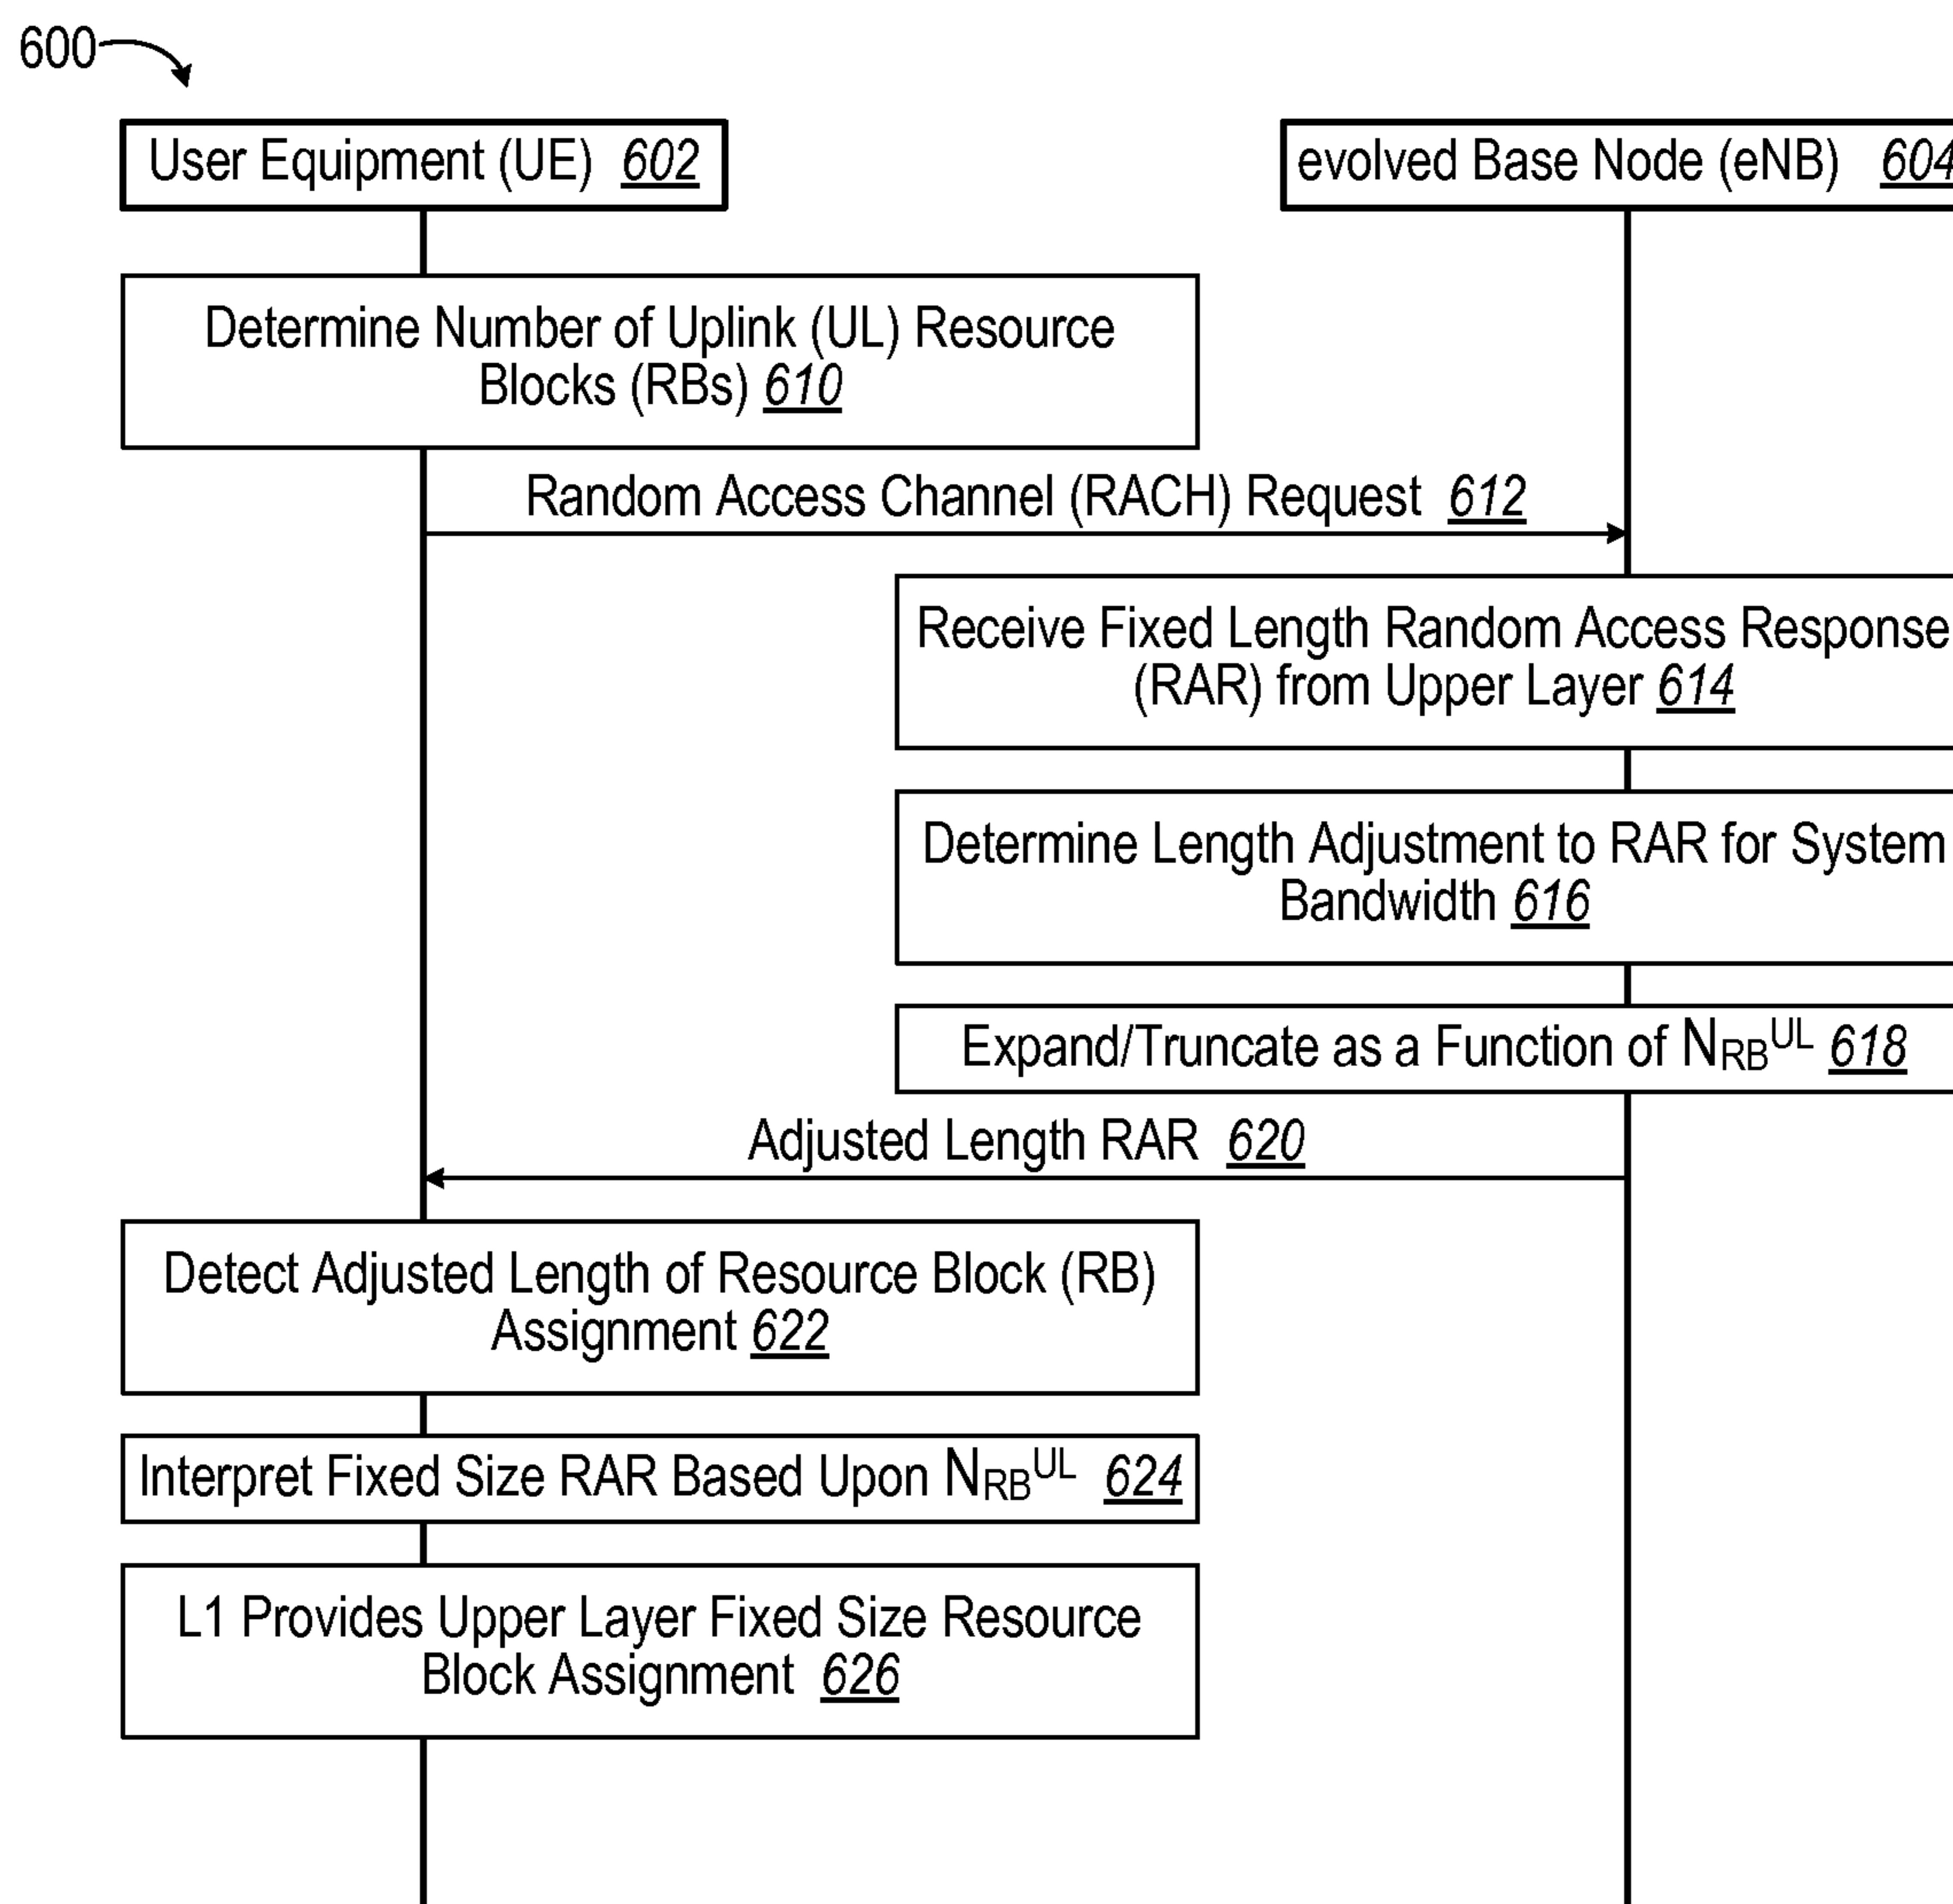 600
User Equipment (UE) 602
evolved Base Node (eNB) 604
Determine Number of Uplink (UL) Resource
Blocks (RBs) 610
Random Access Channel (RACH) Request 612
Receive Fixed Length Random Access Response
(RAR) from Upper Layer 614
Determine Length Adjustment to RAR for System
Bandwidth 616
Expand/Truncate as a Function of N_RB^UL 618
Adjusted Length RAR 620
Detect Adjusted Length of Resource Block (RB)
Assignment 622
Interpret Fixed Size RAR Based Upon N_RB^UL 624
L1 Provides Upper Layer Fixed Size Resource
Block Assignment 626